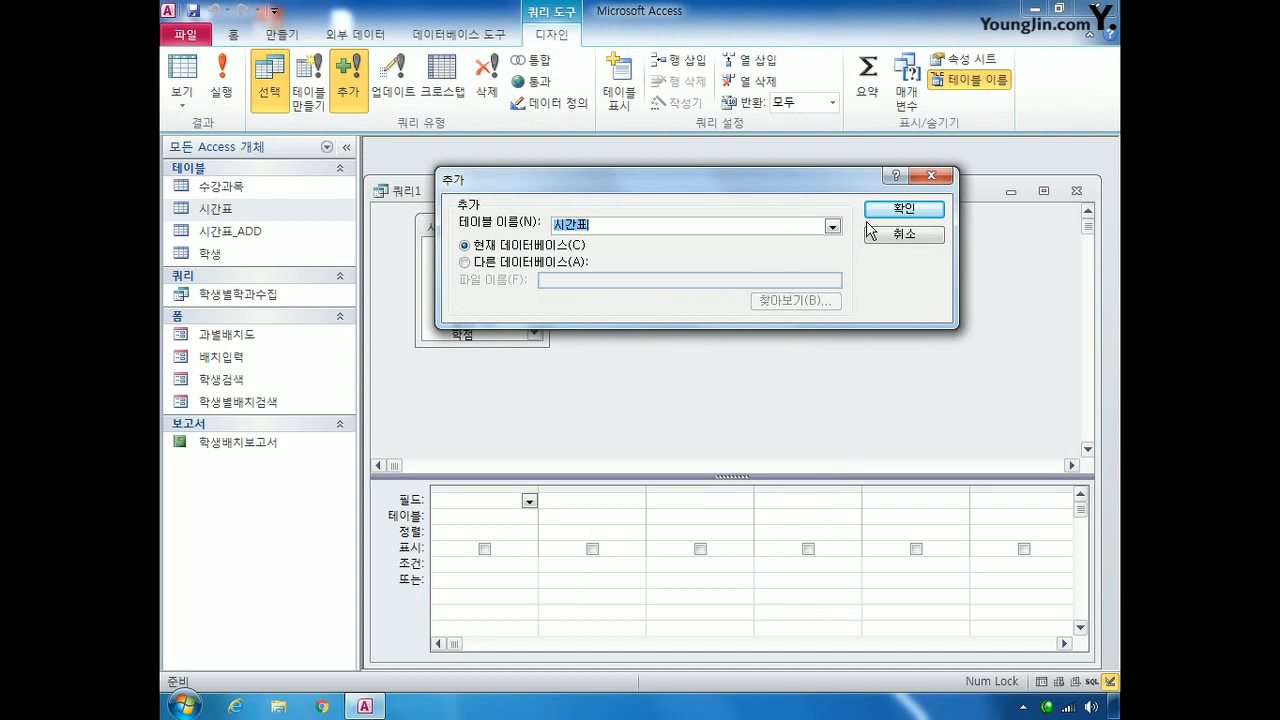 쿼리 도구
Microsoft Access
Younglin.com Y.
파일
홈
만들기
외부 데이터
데이터베이스 도구
디자인
보기
실행
선택
테이블 만들기
추가
업데이트
크로스탭
삭제
통합
통과
데이터 정의
테이블 표시
행 삽입
행 삭제
작성기
열 삽입
열 삭제
반환: 모두
요약
매개 변수
속성 시트
테이블 이름
결과
쿼리 유형
쿼리 설정
표시/숨기기
모든 Access 개체
테이블
수강과목
시간표
시간표_ADD
학생
쿼리
학생별학과수집
폼
과별배치도
배치입력
학생검색
학생별배치검색
보고서
학생배치보고서
쿼리1
추가
추가
테이블 이름(N): 시간표
현재 데이터베이스(C)
다른 데이터베이스(A):
파일 이름(F):
찾아보기(B)...
확인
취소
학점
필드:
테이블:
정렬:
표시:
조건:
또는:
준비
Num Lock
SQL